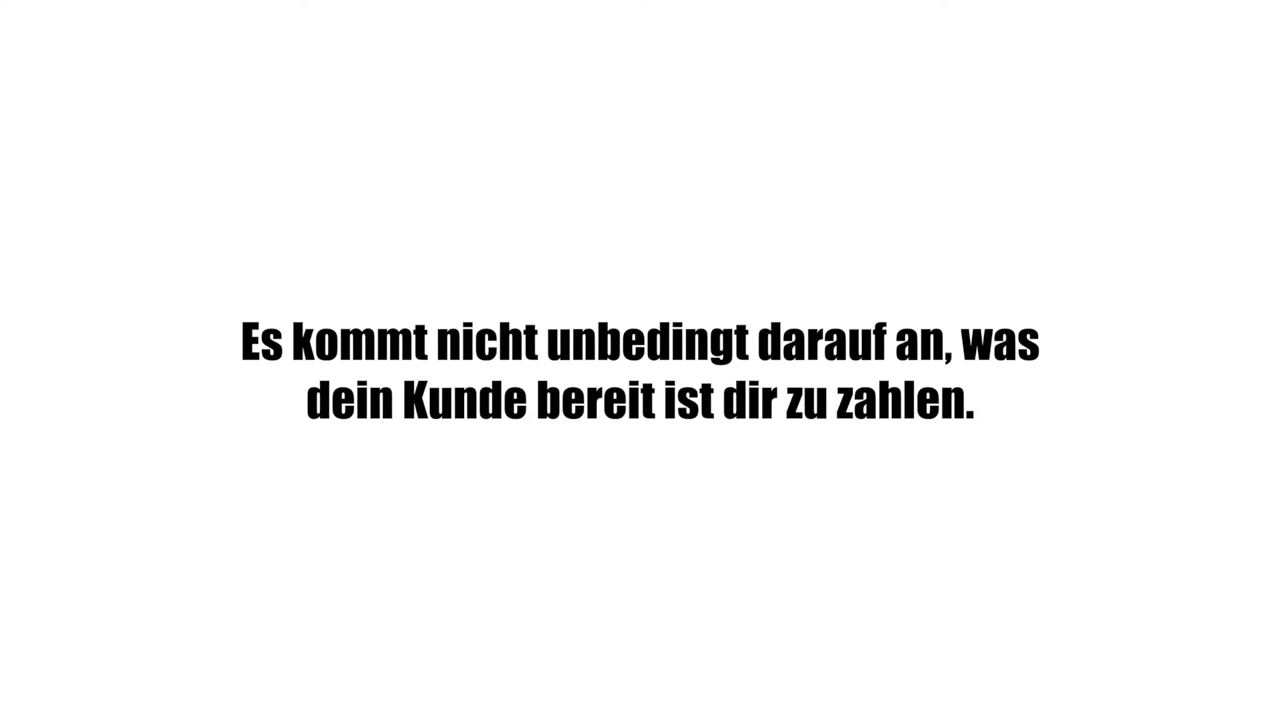 Es kommt nicht unbedingt darauf an, was
dein Kunde bereit ist dir zu zahlen.